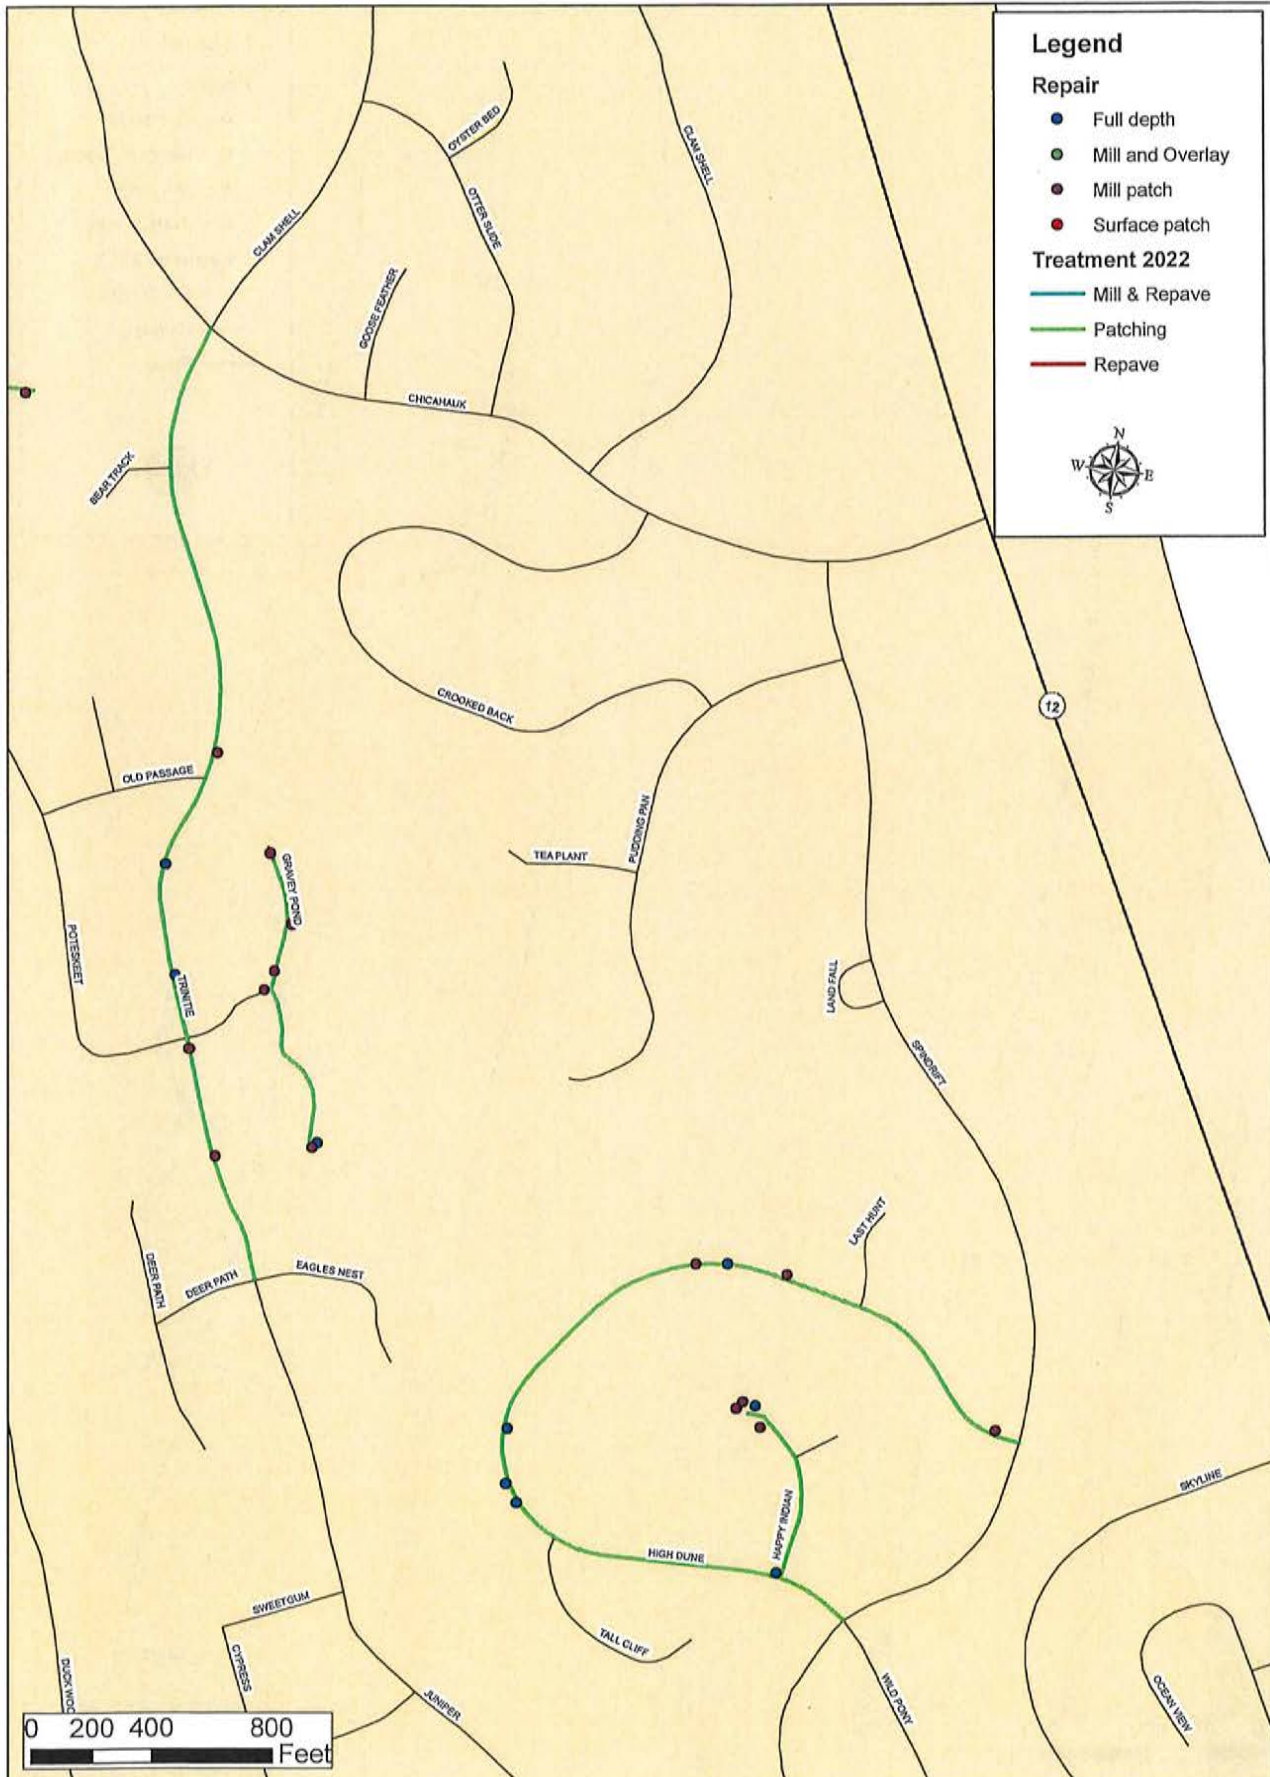 Legend
Repair
Full depth
Mill and Overlay
Mill patch
Surface patch
Treatment 2022
Mill & Repave
Patching
Repave
N
W
E
S
OYSTER BED
CLAM SHELL
OTTER SLIDE
CLAM SHELL
GOOSE FEATHER
CHICAHAUK
BEAR TRACK
CROOKED BACK
12
OLD PASSAGE
PUDDING PAN
TEA PLANT
GRAVEY POND
POTESKEET
TRINITIE
LAND FALL
SPINDRIFT
LAST HUNT
DEER PATH
DEER PATH
EAGLES NEST
SKYLINE
HAPPY INDIAN
HIGH DUNE
SWEETGUM
TALL CLIFF
CYPRESS
DUCK WOO
JUNIPER
WILD PONY
OCEAN VIEW
0 200 400 800
Feet